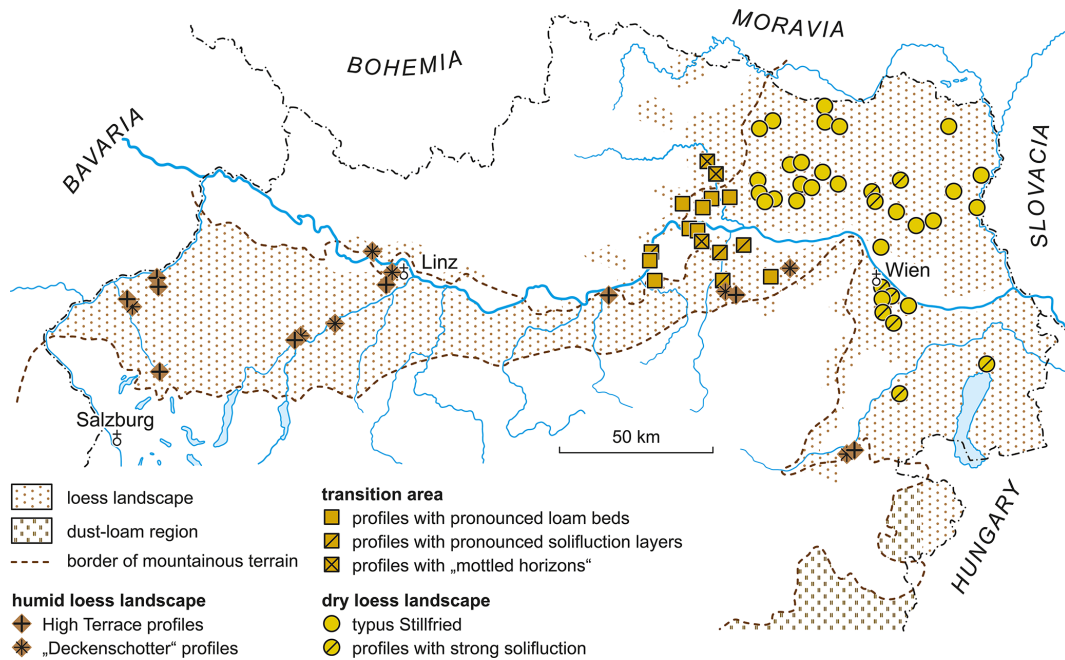 MORAVIA
BOHEMIA
BAVARIA
SLOVACIA
Linz
Wien
Salzburg
50 km
HUNGARY
loess landscape
dust-loam region
border of mountainous terrain
humid loess landscape
High Terrace profiles
„Deckenschotter“ profiles
transition area
profiles with pronounced loam beds
profiles with pronounced solifluction layers
profiles with „mottled horizons“
dry loess landscape
typus Stillfried
profiles with strong solifluction